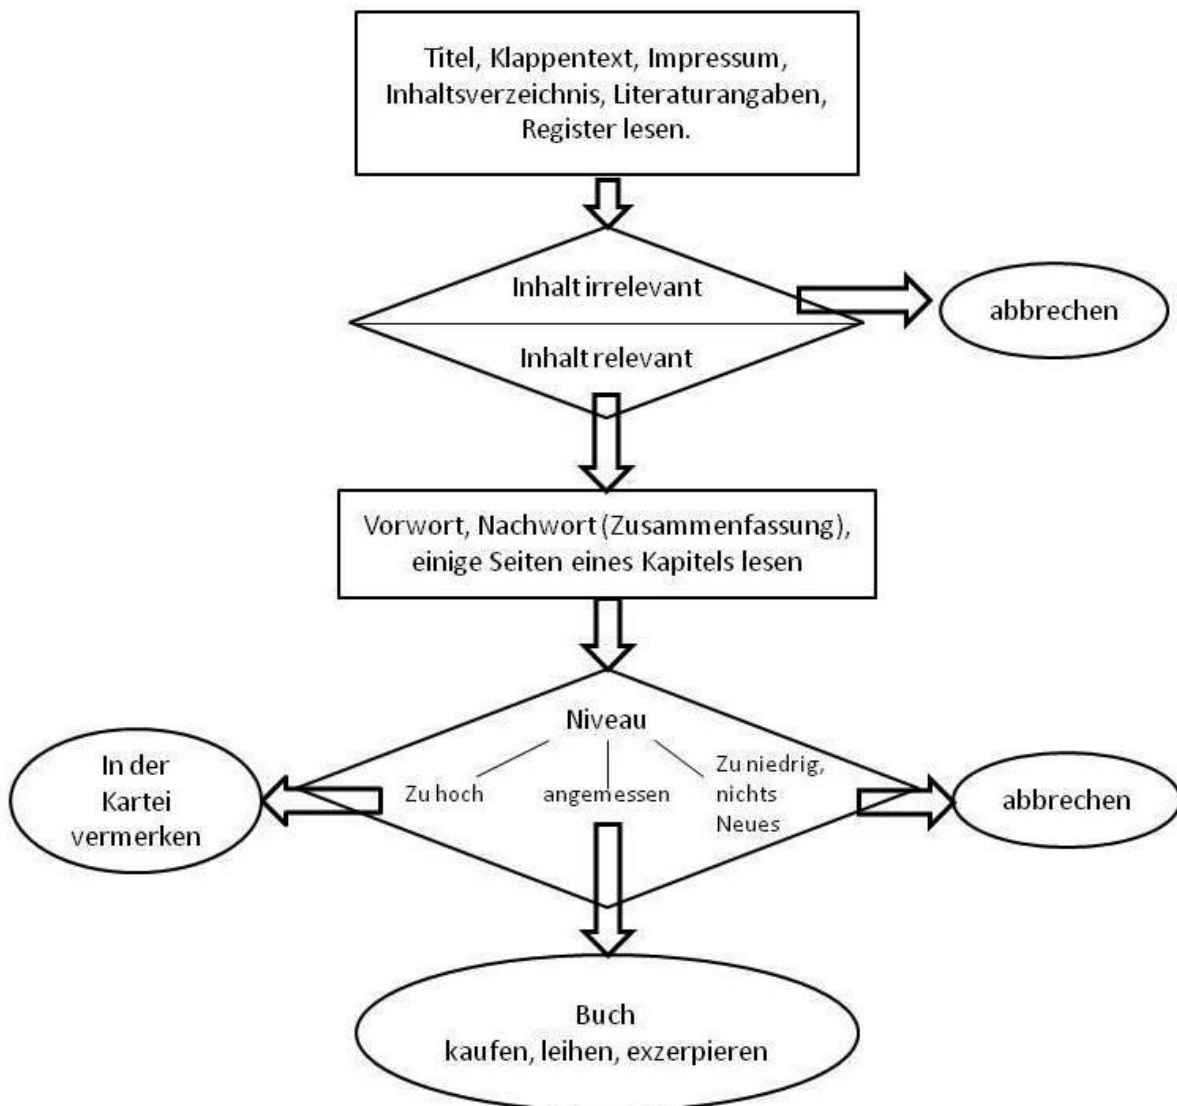 Titel, Klappentext, Impressum,
Inhaltsverzeichnis, Literaturangaben,
Register lesen.
Inhalt irrelevant
abbrechen
Inhalt relevant
Vorwort, Nachwort (Zusammenfassung),
einige Seiten eines Kapitels lesen
Niveau
In der
Kartei
vermerken
Zu hoch
angemessen
Zu niedrig,
nichts
Neues
abbrechen
Buch
kaufen, leihen, exzerpieren